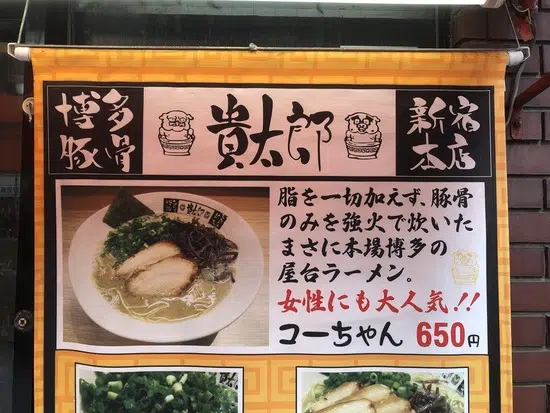 博多
豚骨
貴太郎
新宿
本店
脂を一切加えず、豚骨
のみを強火で炊いた
まさに本場博多の
屋台ラーメン。
女性にも大人気!!
コーちゃん 650円